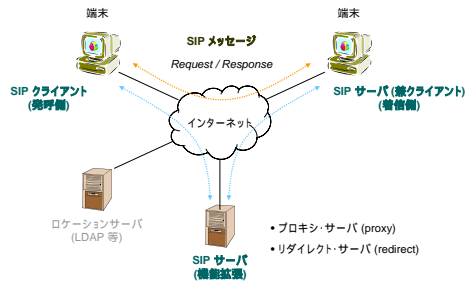 端末
端末
SIP メッセージ
Request / Response
SIP クライアント
(発呼側)
SIP サーバ (兼クライアント)
(着信側)
インターネット
ロケーションサーバ
(LDAP 等)
• プロキシ・サーバ (proxy)
• リダイレクト・サーバ (redirect)
SIP サーバ
(機能拡張)